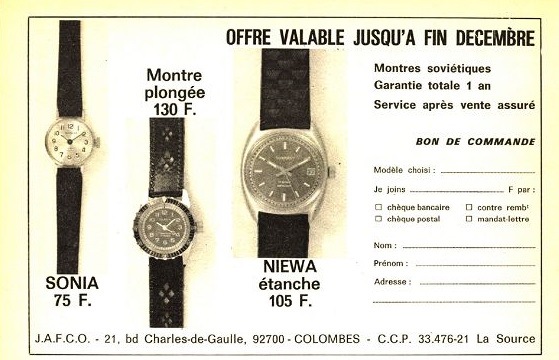 OFFRE VALABLE JUSQU'A FIN DECEMBRE
Montre
plongée
130 F.
Montres soviétiques
Garantie totale 1 an
Service après vente assuré
BON DE COMMANDE
Modèle choisi :
Je joins F par :
□ chèque bancaire □ contre rembt
□ chèque postal □ mandat-lettre
Nom :
Prénom :
Adresse :
SONIA
75 F.
NIEWA
étanche
105 F.
J.A.F.C.O. - 21, bd Charles-de-Gaulle, 92700 - COLOMBES - C.C.P. 33.476-21 La Source